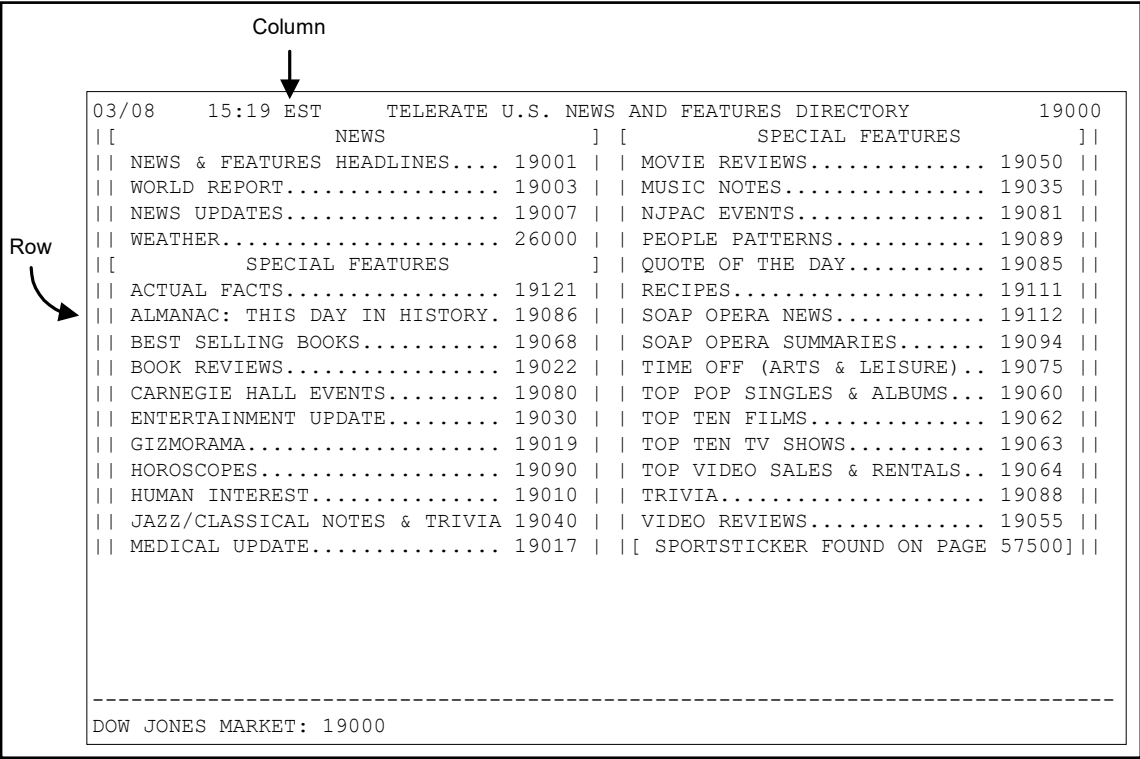 Column
03/08    15:19 EST     TELERATE U.S. NEWS AND FEATURES DIRECTORY          19000
|[                 NEWS                ] [          SPECIAL FEATURES         ]|
|| NEWS & FEATURES HEADLINES.... 19001 | | MOVIE REVIEWS.............. 19050 ||
|| WORLD REPORT................. 19003 | | MUSIC NOTES................ 19035 ||
|| NEWS UPDATES................. 19007 | | NJPAC EVENTS............... 19081 ||
|| WEATHER...................... 26000 | | PEOPLE PATTERNS............ 19089 ||
Row
|[          SPECIAL FEATURES           ] | QUOTE OF THE DAY........... 19085 ||
|| ACTUAL FACTS................. 19121 | | RECIPES.................... 19111 ||
|| ALMANAC: THIS DAY IN HISTORY. 19086 | | SOAP OPERA NEWS............ 19112 ||
|| BEST SELLING BOOKS........... 19068 | | SOAP OPERA SUMMARIES....... 19094 ||
|| BOOK REVIEWS................. 19022 | | TIME OFF (ARTS & LEISURE).. 19075 ||
|| CARNEGIE HALL EVENTS......... 19080 | | TOP POP SINGLES & ALBUMS... 19060 ||
|| ENTERTAINMENT UPDATE......... 19030 | | TOP TEN FILMS.............. 19062 ||
|| GIZMORAMA.................... 19019 | | TOP TEN TV SHOWS........... 19063 ||
|| HOROSCOPES................... 19090 | | TOP VIDEO SALES & RENTALS.. 19064 ||
|| HUMAN INTEREST............... 19010 | | TRIVIA..................... 19088 ||
|| JAZZ/CLASSICAL NOTES & TRIVIA 19040 | | VIDEO REVIEWS.............. 19055 ||
|| MEDICAL UPDATE............... 19017 | |[ SPORTSTICKER FOUND ON PAGE 57500]||
--------------------------------------------------------------------------------
DOW JONES MARKET: 19000